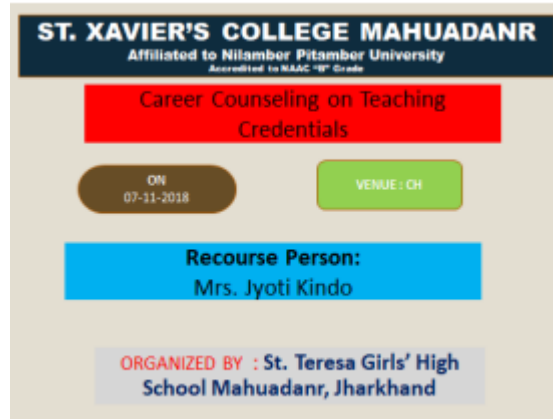 ST. XAVIER'S COLLEGE MAHUADANR
Affiliated to Nilamber Pitamber University
Accredited to NAAC "B" Grade
Career Counseling on Teaching
Credentials
ON
07-11-2018
VENUE : CH
Recourse Person:
Mrs. Jyoti Kindo
ORGANIZED BY : St. Teresa Girls' High
School Mahuadanr, Jharkhand